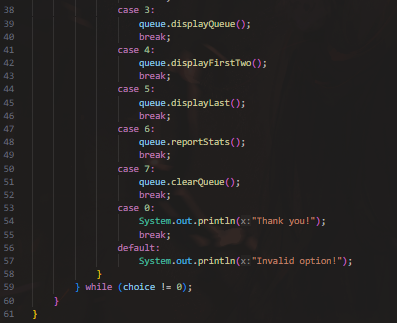 38 case 3:
39 queue.displayQueue();
40 break;
41 case 4:
42 queue.displayFirstTwo();
43 break;
44 case 5:
45 queue.displayLast();
46 break;
47 case 6:
48 queue.reportStats();
49 break;
50 case 7:
51 queue.clearQueue();
52 break;
53 case 0:
54 System.out.println(x:"Thank you!");
55 break;
56 default:
57 System.out.println(x:"Invalid option!");
58 }
59 } while (choice != 0);
60 }
61 }